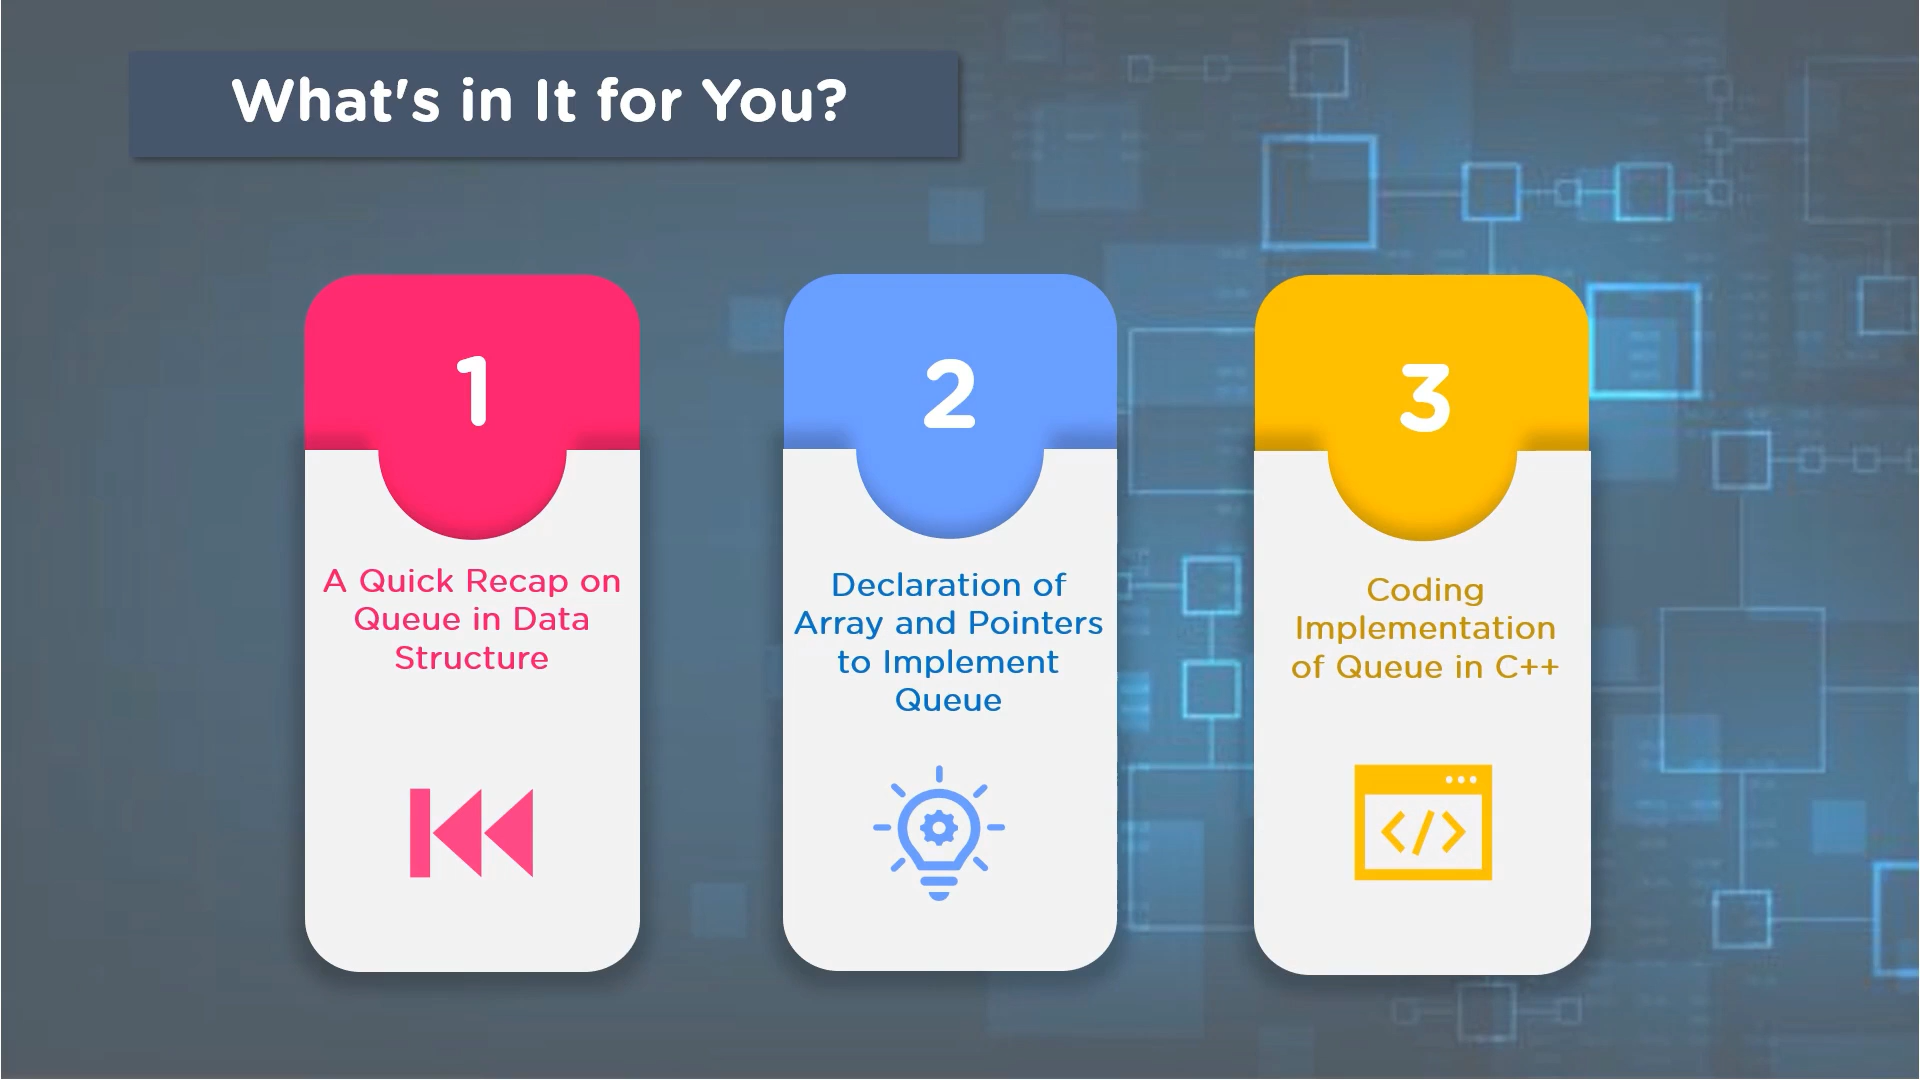 What's in It for You?
1
A Quick Recap on
Queue in Data
Structure
2
Declaration of
Array and Pointers
to Implement
Queue
3
Coding
Implementation
of Queue in C++